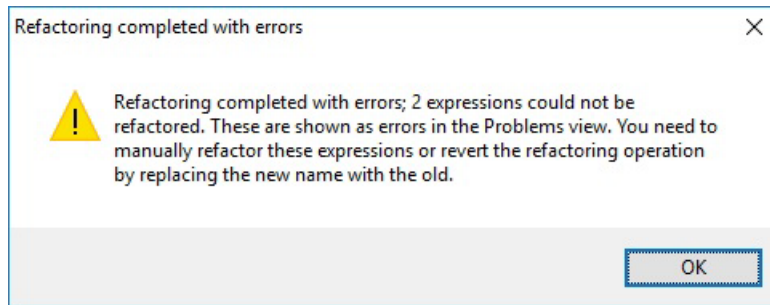 Refactoring completed with errors
Refactoring completed with errors; 2 expressions could not be
refactored. These are shown as errors in the Problems view. You need to
manually refactor these expressions or revert the refactoring operation
by replacing the new name with the old.
OK